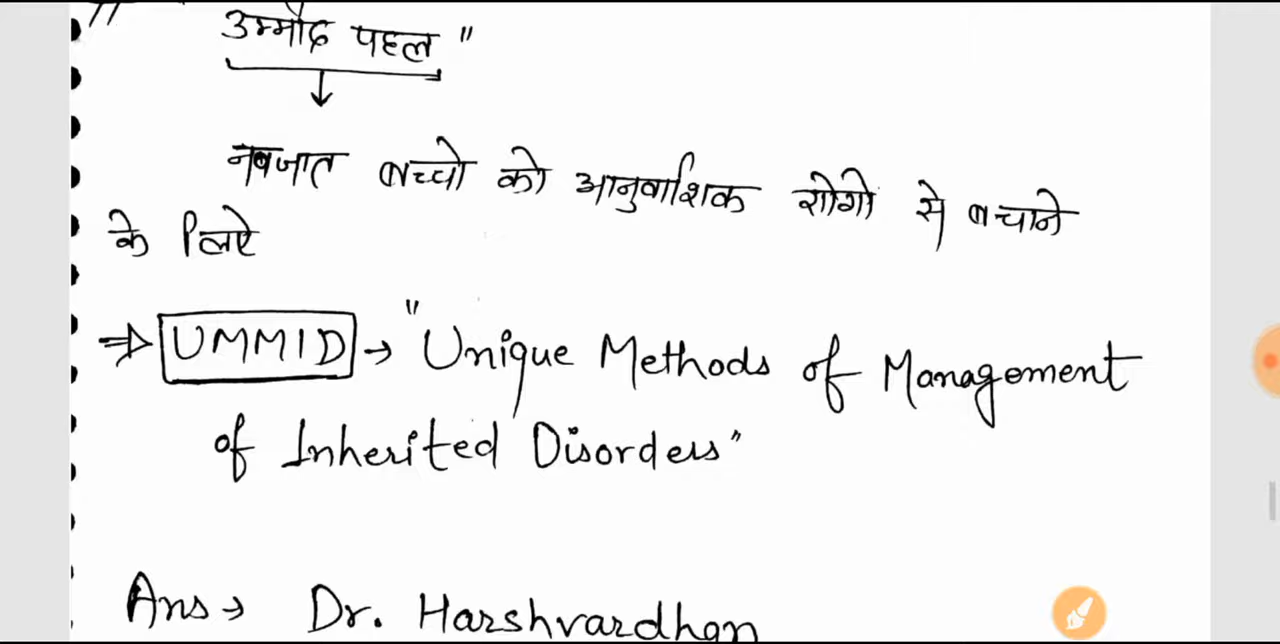 उम्मीद पहल"
नवजात बच्चो को आनुवाशिक रोगो से बचाने
के लिऐ
⇒ UMMID → "Unique Methods of Management
of Inherited Disorders"
Ans → Dr. Harshvardhan